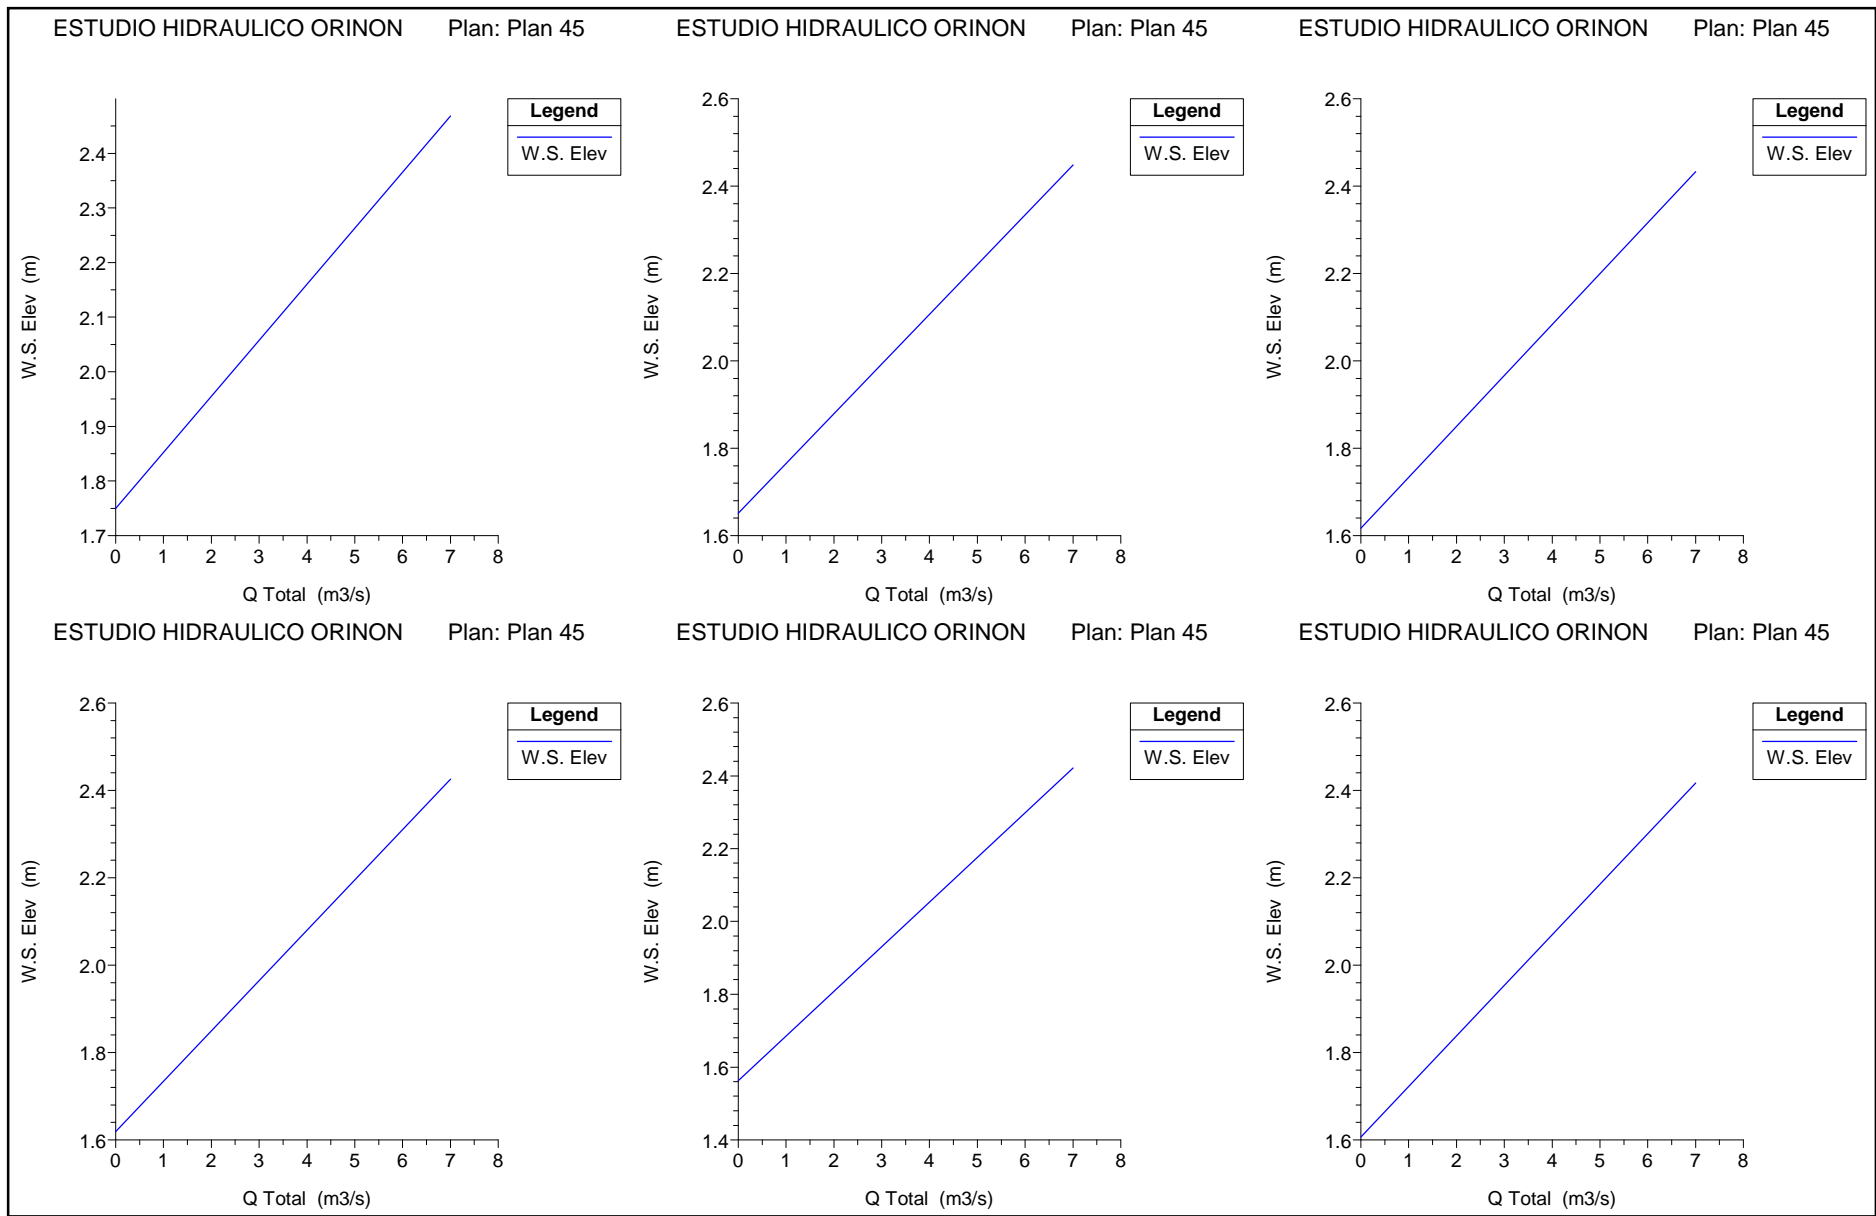 ESTUDIO HIDRAULICO ORINON Plan: Plan 45
Legend
W.S. Elev
2.4
2.3
2.2
2.1
2.0
1.9
1.8
1.7
W.S. Elev (m)
0 1 2 3 4 5 6 7 8
Q Total (m3/s)
ESTUDIO HIDRAULICO ORINON Plan: Plan 45
Legend
W.S. Elev
2.6
2.4
2.2
2.0
1.8
1.6
W.S. Elev (m)
0 1 2 3 4 5 6 7 8
Q Total (m3/s)
ESTUDIO HIDRAULICO ORINON Plan: Plan 45
Legend
W.S. Elev
2.6
2.4
2.2
2.0
1.8
1.6
W.S. Elev (m)
0 1 2 3 4 5 6 7 8
Q Total (m3/s)
ESTUDIO HIDRAULICO ORINON Plan: Plan 45
Legend
W.S. Elev
2.6
2.4
2.2
2.0
1.8
1.6
W.S. Elev (m)
0 1 2 3 4 5 6 7 8
Q Total (m3/s)
ESTUDIO HIDRAULICO ORINON Plan: Plan 45
Legend
W.S. Elev
2.6
2.4
2.2
2.0
1.8
1.6
1.4
W.S. Elev (m)
0 1 2 3 4 5 6 7 8
Q Total (m3/s)
ESTUDIO HIDRAULICO ORINON Plan: Plan 45
Legend
W.S. Elev
2.6
2.4
2.2
2.0
1.8
1.6
W.S. Elev (m)
0 1 2 3 4 5 6 7 8
Q Total (m3/s)